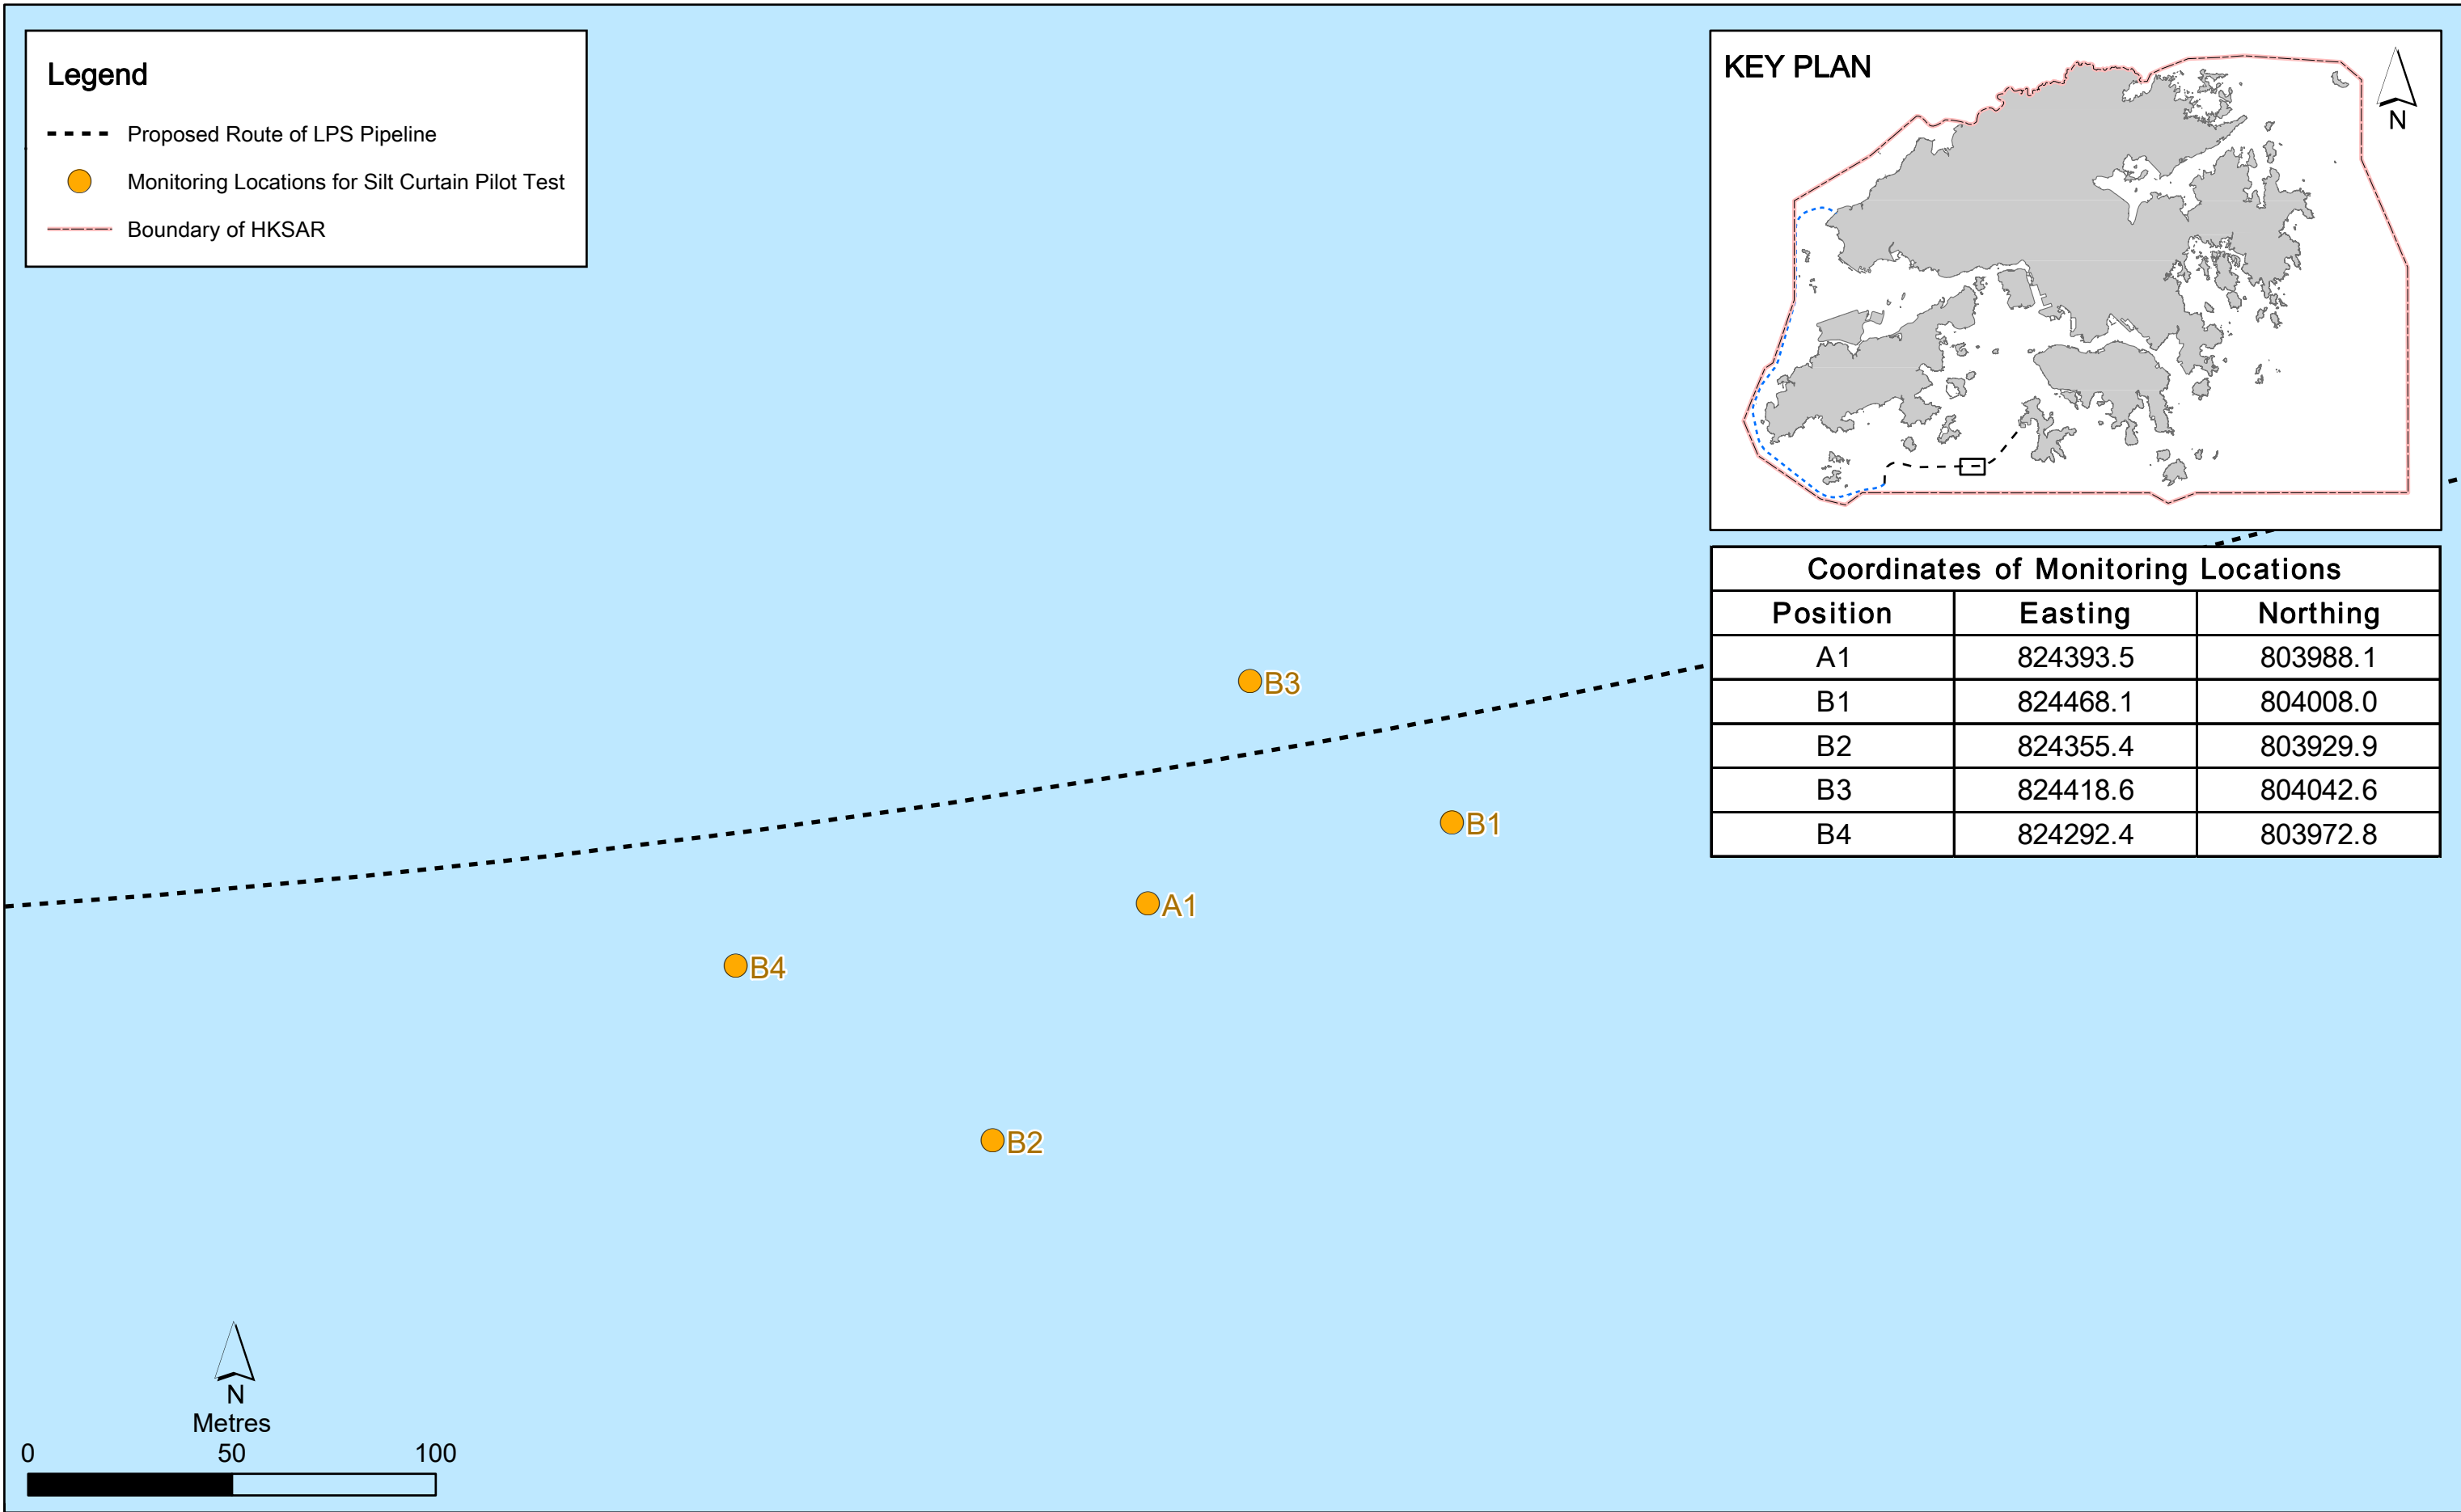 Legend
Proposed Route of LPS Pipeline
Monitoring Locations for Silt Curtain Pilot Test
Boundary of HKSAR
KEY PLAN
N
Coordinates of Monitoring Locations
Position Easting Northing
A1 824393.5 803988.1
B1 824468.1 804008.0
B2 824355.4 803929.9
B3 824418.6 804042.6
B4 824292.4 803972.8
B3
B1
A1
B4
B2
N
Metres
0 50 100